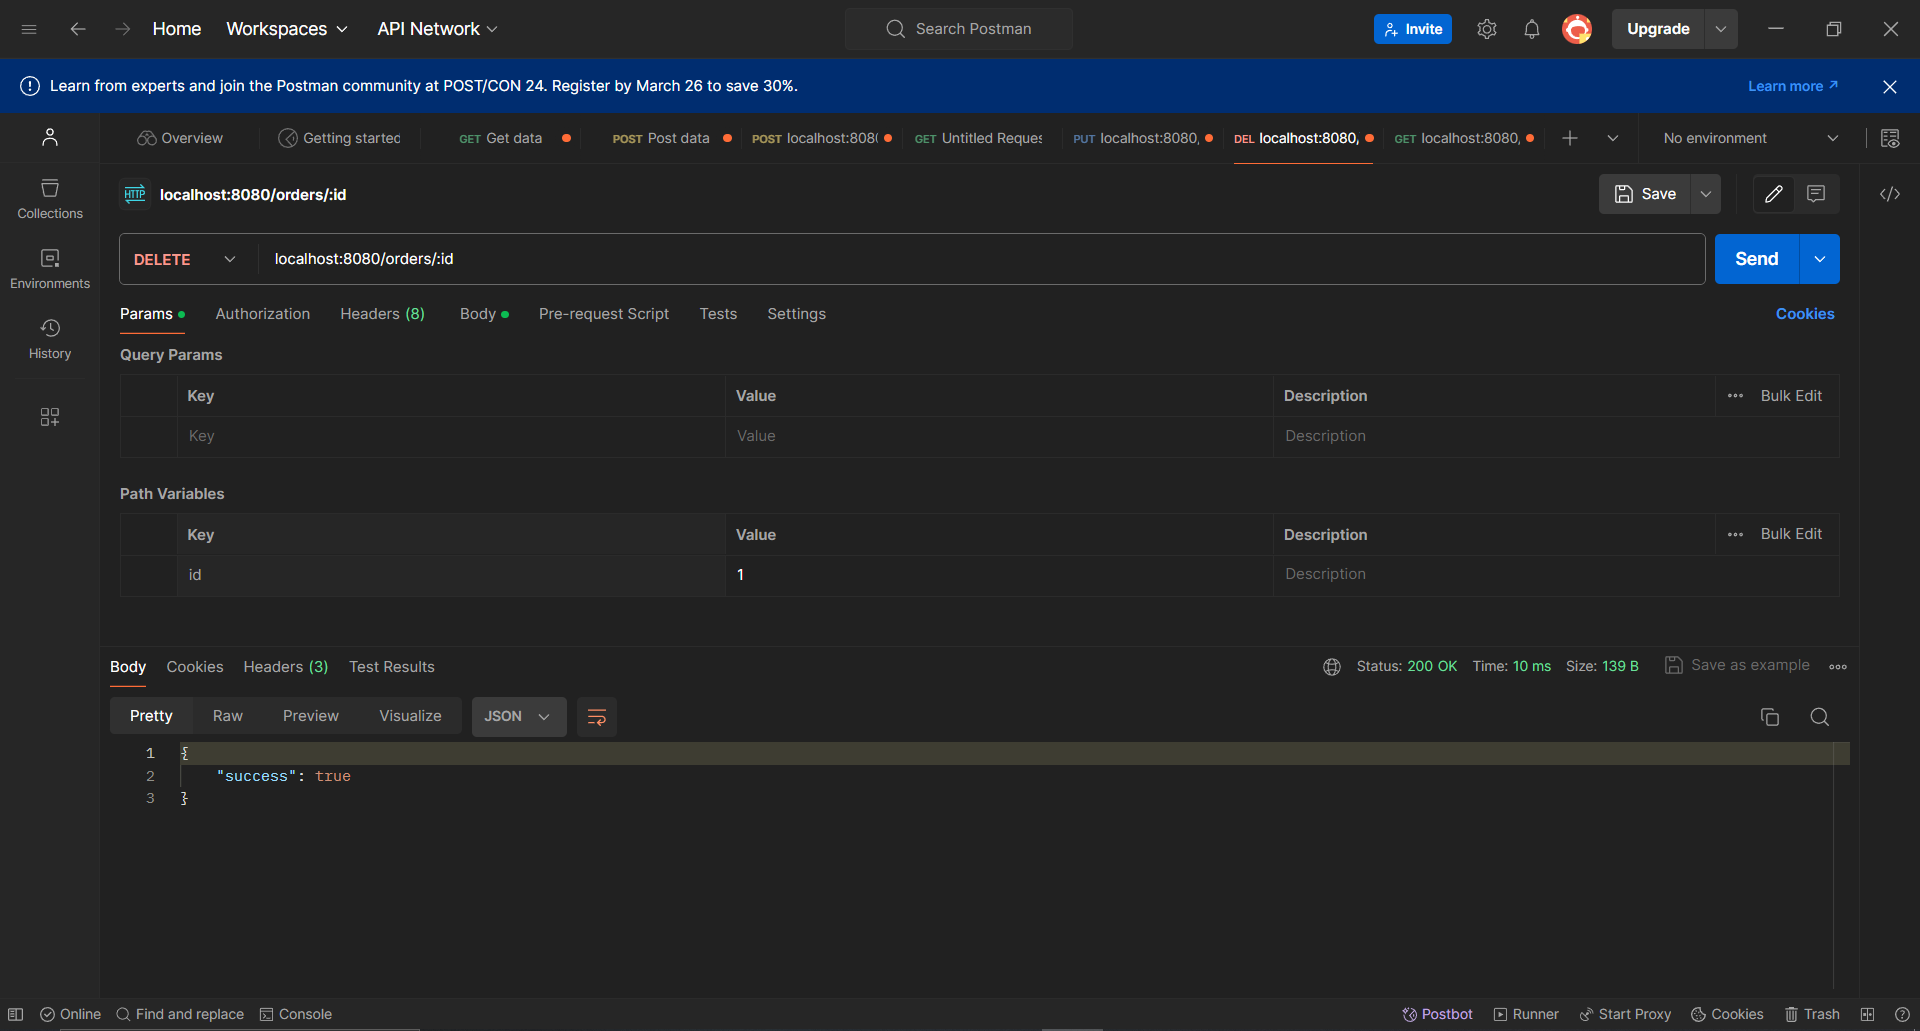 Home Workspaces API Network Search Postman Invite Upgrade
Learn from experts and join the Postman community at POST/CON 24. Register by March 26 to save 30%. Learn more ↗
Overview Getting started GET Get data POST Post data POST localhost:808 GET Untitled Reques PUT localhost:8080, DEL localhost:8080, GET localhost:8080, No environment
HTTP localhost:8080/orders/:id Save
Collections
DELETE localhost:8080/orders/:id Send
Environments
Params Authorization Headers (8) Body Pre-request Script Tests Settings Cookies
History
Query Params
Key Value Description Bulk Edit
Key Value Description
Path Variables
Key Value Description Bulk Edit
id 1 Description
Body Cookies Headers (3) Test Results Status: 200 OK Time: 10 ms Size: 139 B Save as example
Pretty Raw Preview Visualize JSON
1 {
2 "success": true
3 }
Online Find and replace Console Postbot Runner Start Proxy Cookies Trash